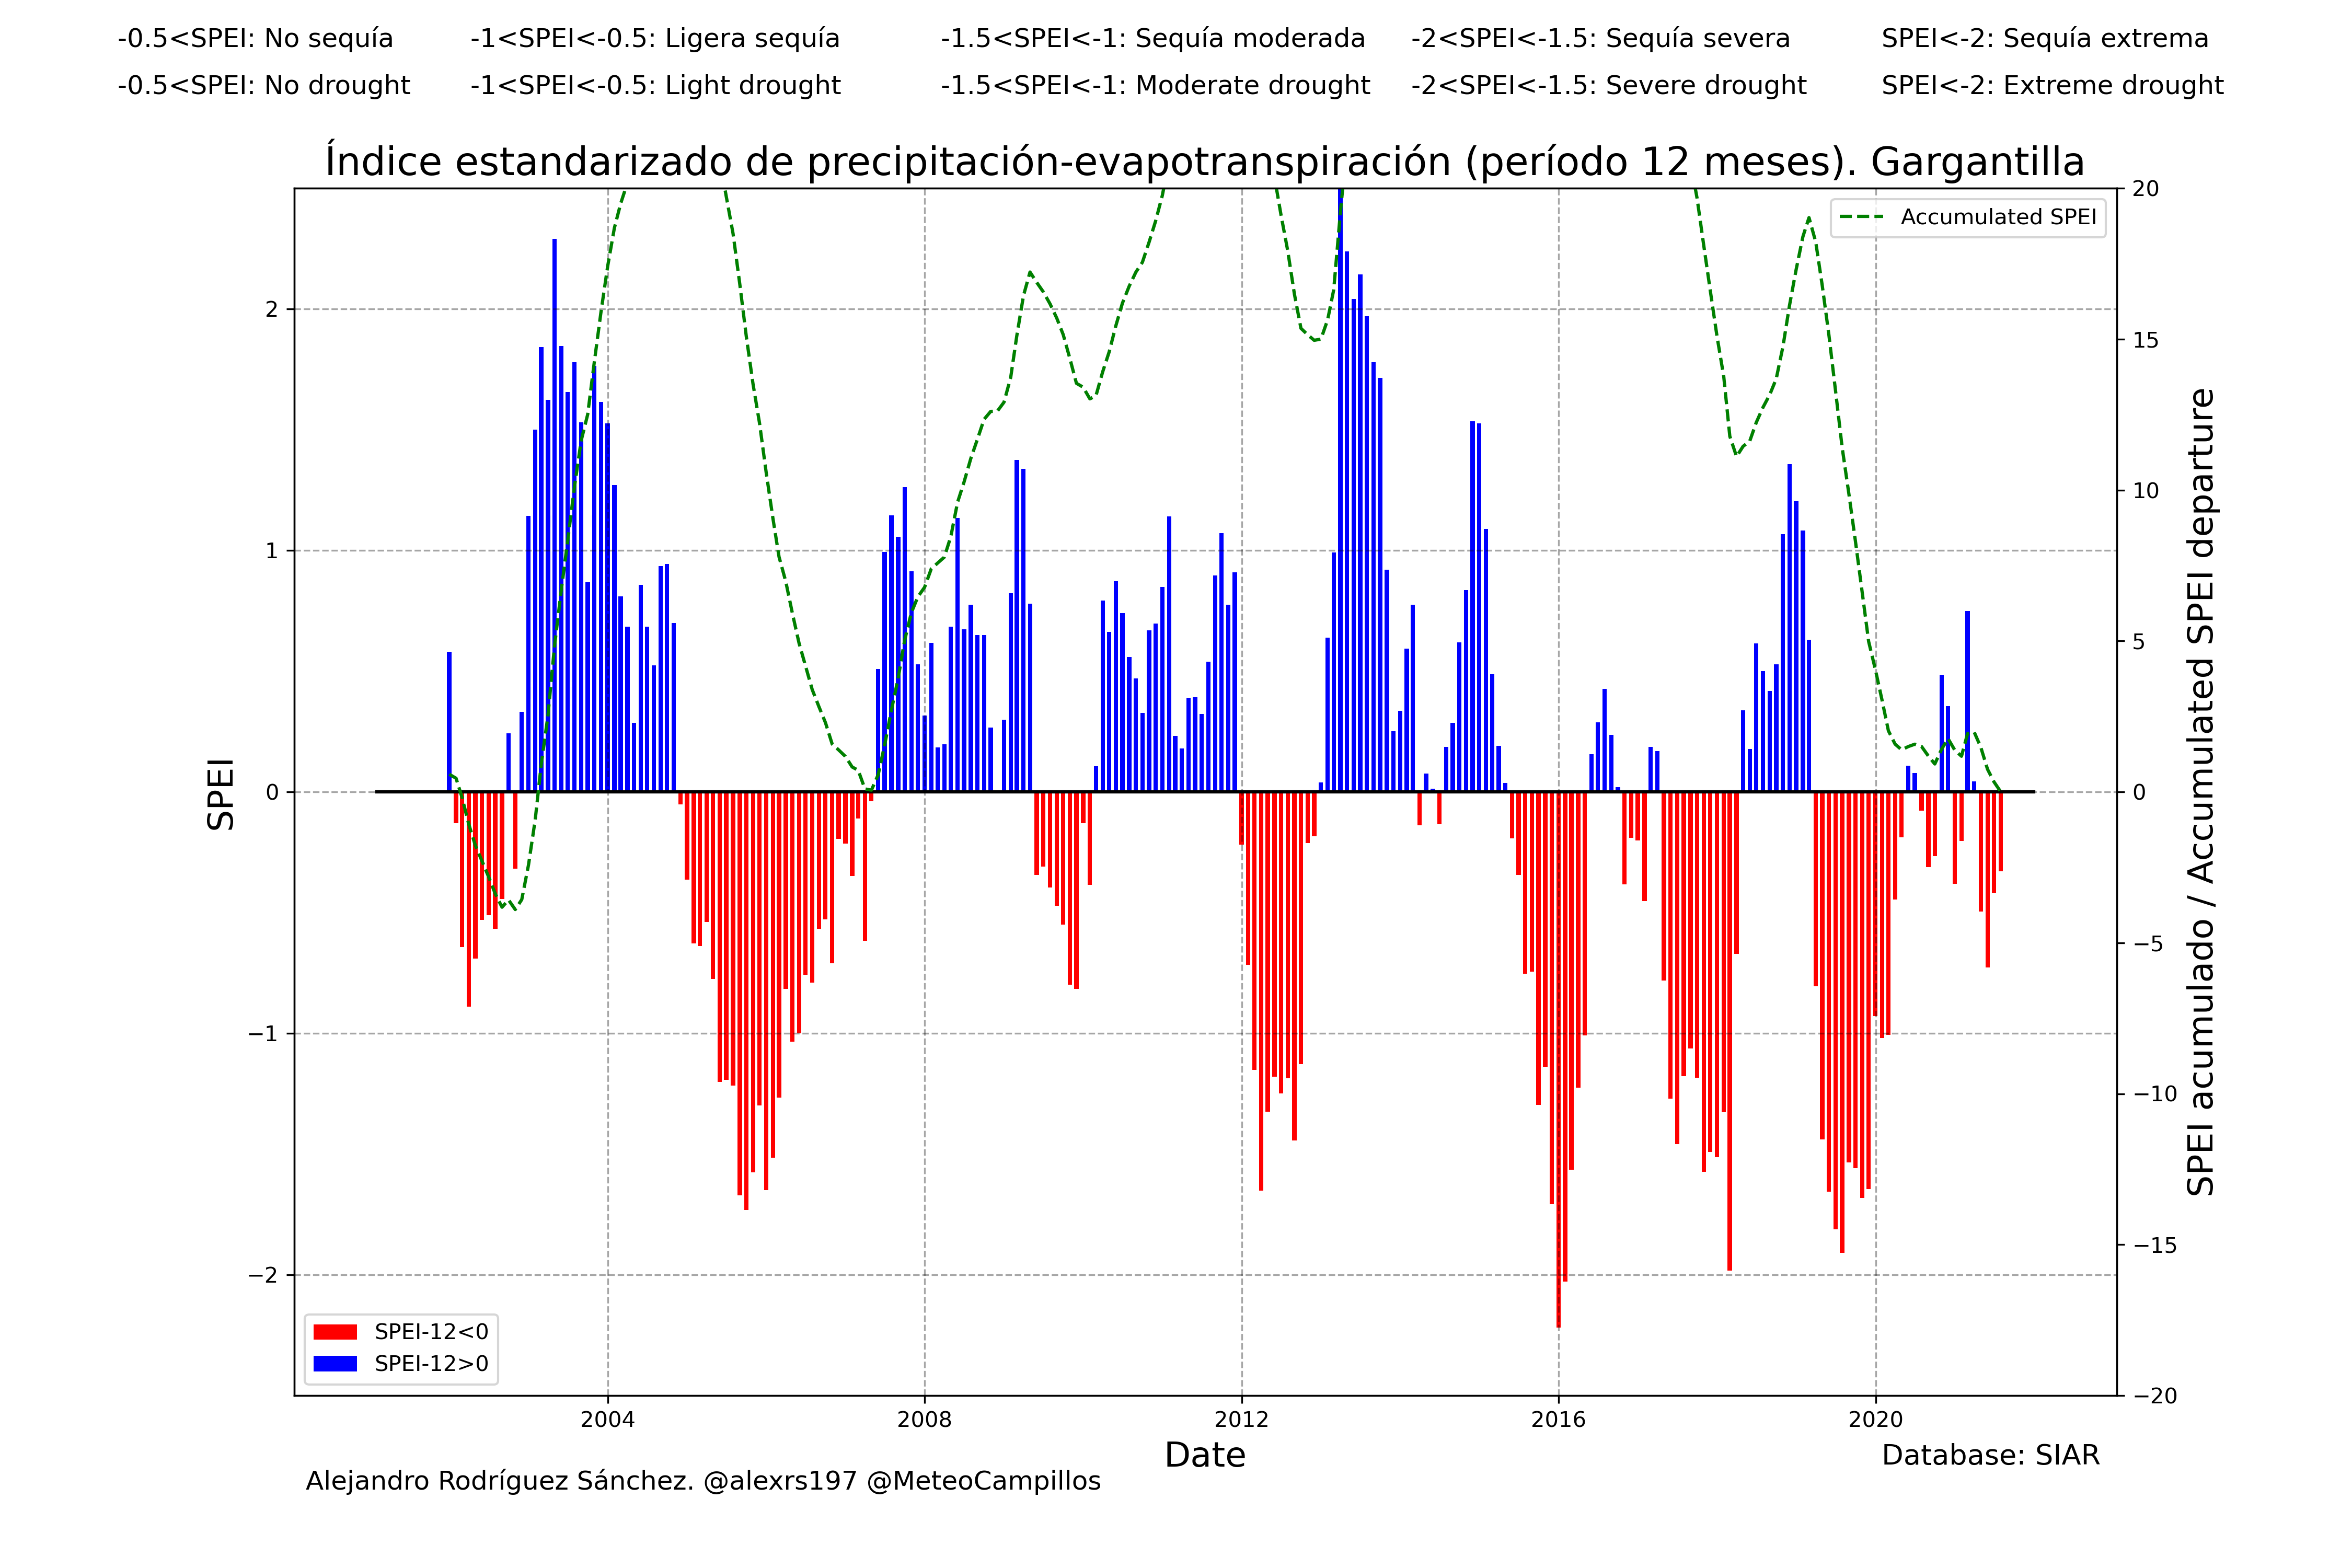 -0.5<SPEI: No sequía -1<SPEI<-0.5: Ligera sequía -1.5<SPEI<-1: Sequía moderada -2<SPEI<-1.5: Sequía severa SPEI<-2: Sequía extrema
-0.5<SPEI: No drought -1<SPEI<-0.5: Light drought -1.5<SPEI<-1: Moderate drought -2<SPEI<-1.5: Severe drought SPEI<-2: Extreme drought
Índice estandarizado de precipitación-evapotranspiración (período 12 meses). Gargantilla
Accumulated SPEI
SPEI
2
1
0
−1
−2
20
15
10
5
0
−5
−10
−15
−20
SPEI acumulado / Accumulated SPEI departure
SPEI-12<0
SPEI-12>0
2004 2008 2012 2016 2020
Date
Database: SIAR
Alejandro Rodríguez Sánchez. @alexrs197 @MeteoCampillos